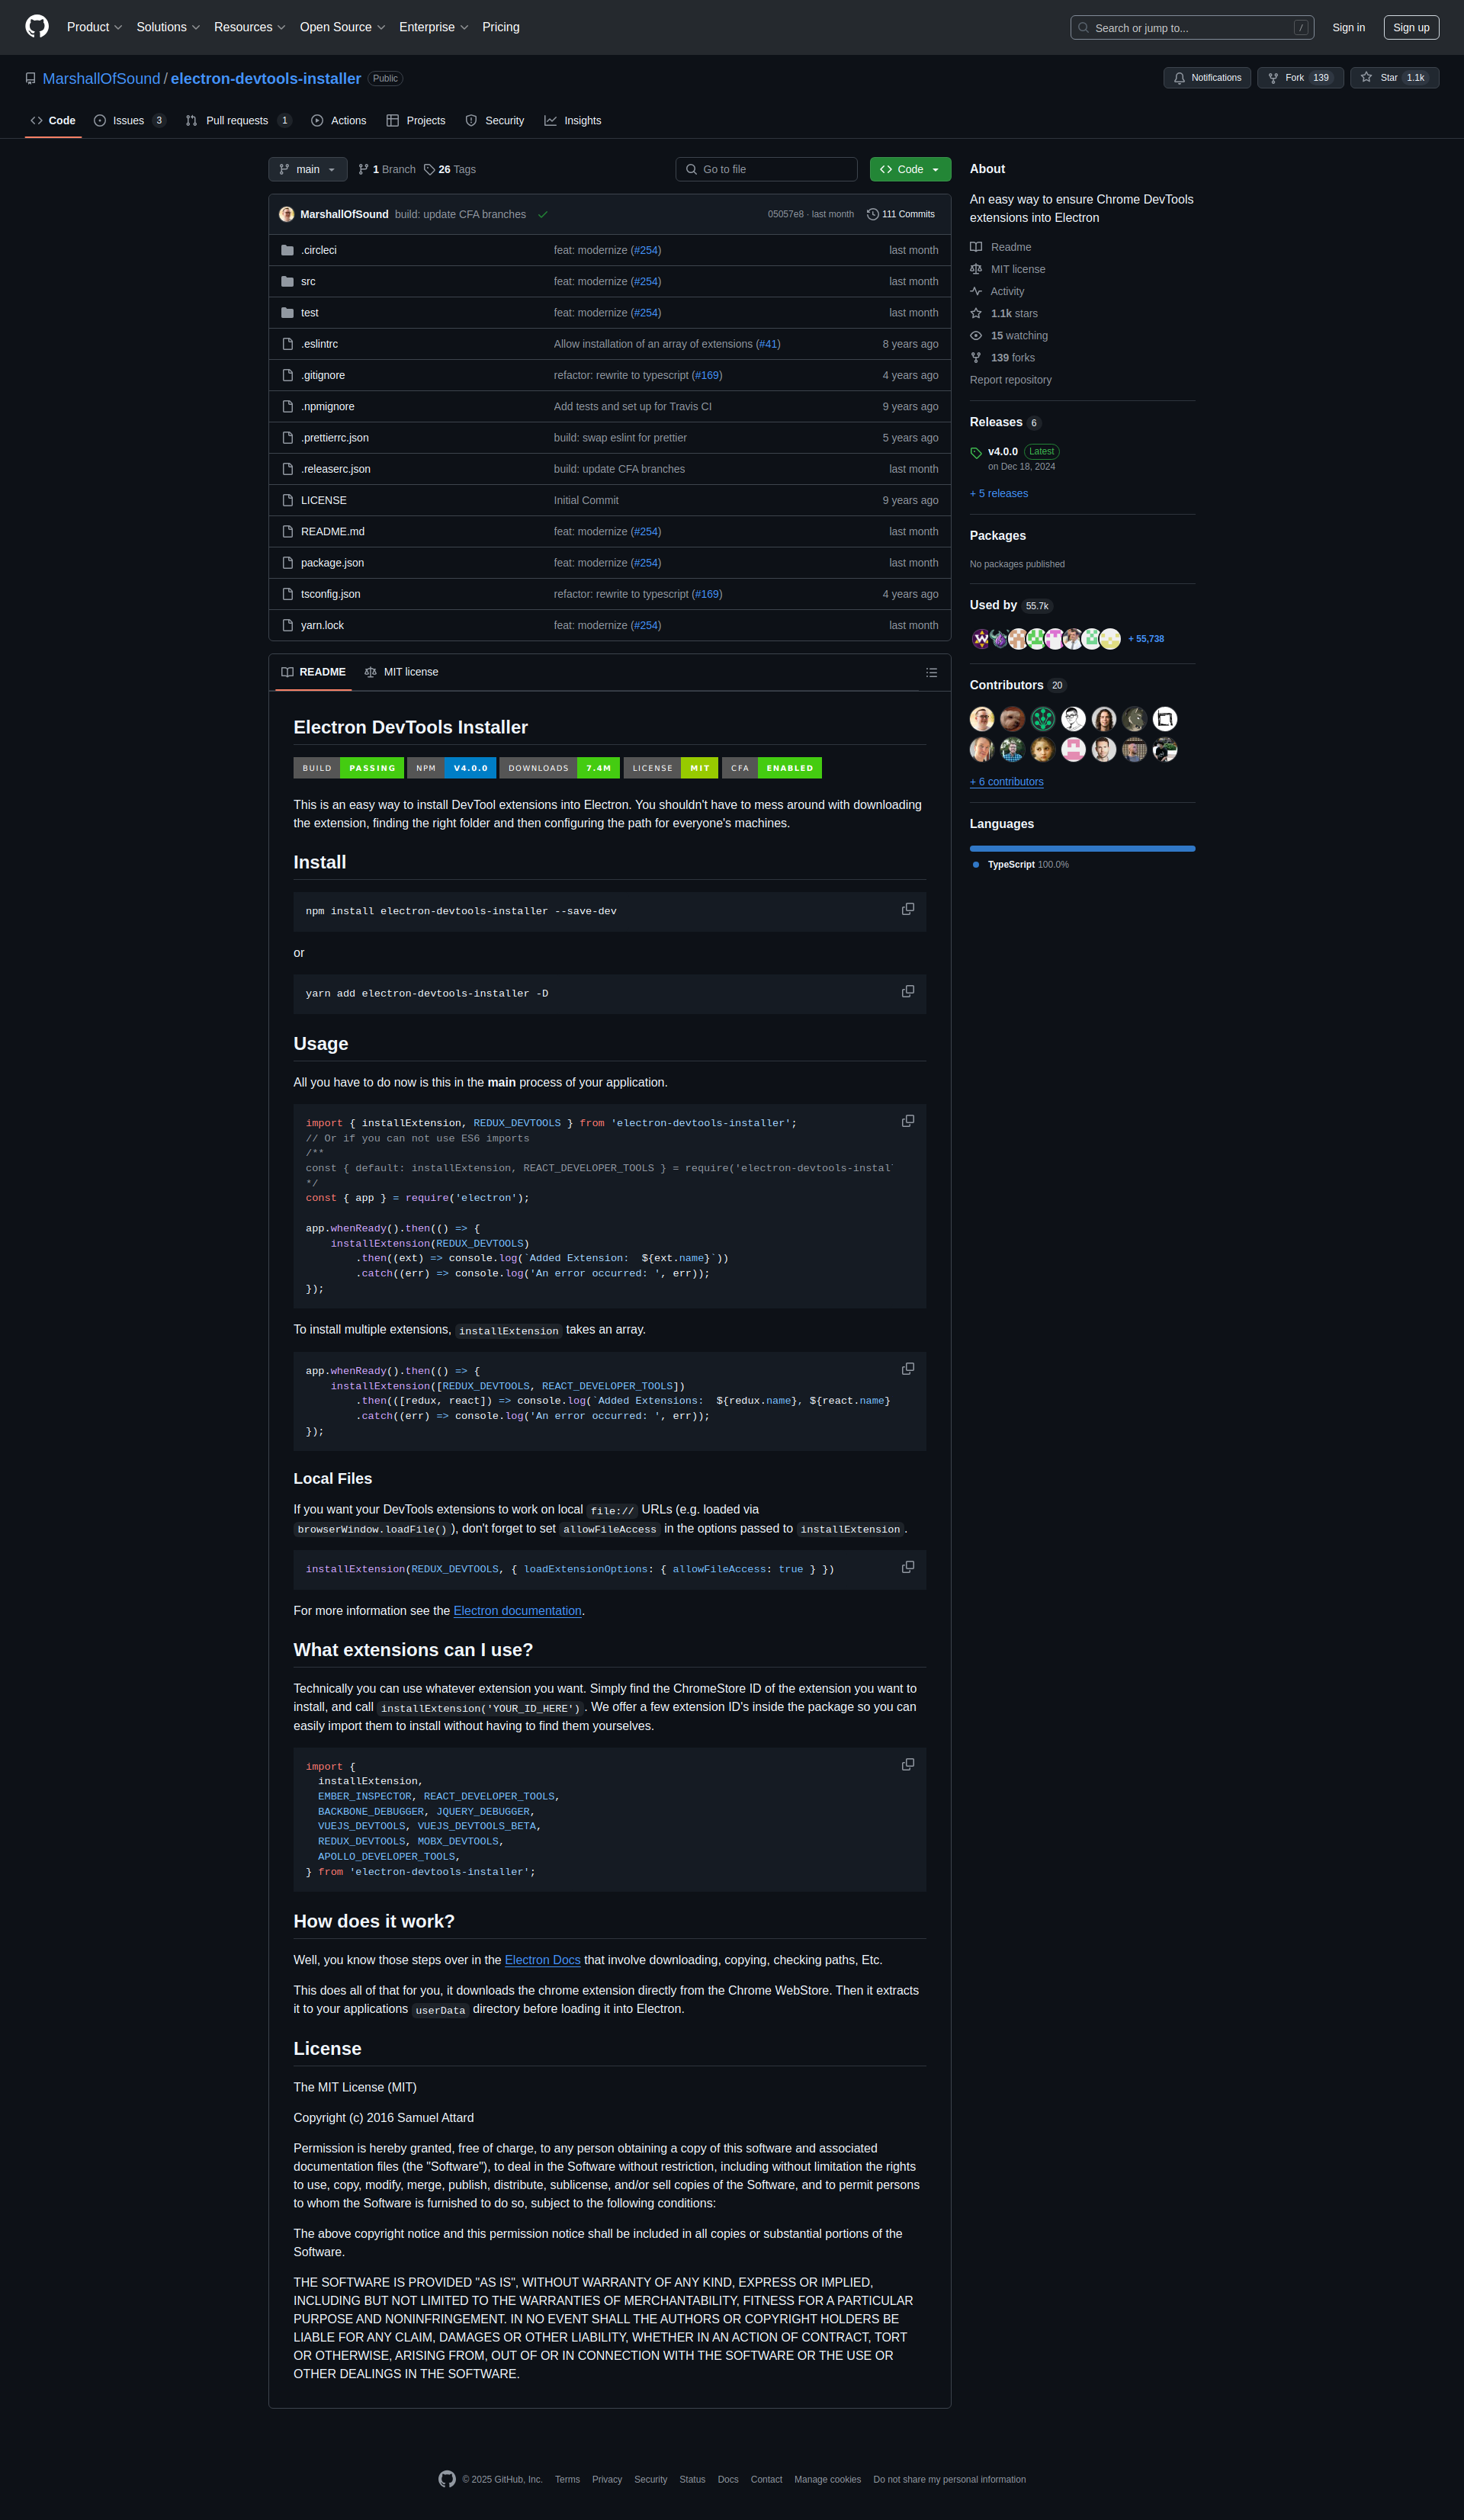 Product Solutions Resources Open Source Enterprise Pricing Search or jump to... / Sign in Sign up
MarshallOfSound / electron-devtools-installer Public Notifications Fork 139 Star 1.1k
Code Issues 3 Pull requests 1 Actions Projects Security Insights
main 1 Branch 26 Tags Go to file Code
MarshallOfSound build: update CFA branches 05057e8 · last month 111 Commits
.circleci feat: modernize (#254) last month
src feat: modernize (#254) last month
test feat: modernize (#254) last month
.eslintrc Allow installation of an array of extensions (#41) 8 years ago
.gitignore refactor: rewrite to typescript (#169) 4 years ago
.npmignore Add tests and set up for Travis CI 9 years ago
.prettierrc.json build: swap eslint for prettier 5 years ago
.releaserc.json build: update CFA branches last month
LICENSE Initial Commit 9 years ago
README.md feat: modernize (#254) last month
package.json feat: modernize (#254) last month
tsconfig.json refactor: rewrite to typescript (#169) 4 years ago
yarn.lock feat: modernize (#254) last month
README MIT license
Electron DevTools Installer
BUILD PASSING NPM V4.0.0 DOWNLOADS 7.4M LICENSE MIT CFA ENABLED
This is an easy way to install DevTool extensions into Electron. You shouldn't have to mess around with downloading
the extension, finding the right folder and then configuring the path for everyone's machines.
Install
npm install electron-devtools-installer --save-dev
or
yarn add electron-devtools-installer -D
Usage
All you have to do now is this in the main process of your application.
import { installExtension, REDUX_DEVTOOLS } from 'electron-devtools-installer';
// Or if you can not use ES6 imports
/**
const { default: installExtension, REACT_DEVELOPER_TOOLS } = require('electron-devtools-instal
*/
const { app } = require('electron');
app.whenReady().then(() => {
installExtension(REDUX_DEVTOOLS)
.then((ext) => console.log(`Added Extension:  ${ext.name}`))
.catch((err) => console.log('An error occurred: ', err));
});
To install multiple extensions, installExtension takes an array.
app.whenReady().then(() => {
installExtension([REDUX_DEVTOOLS, REACT_DEVELOPER_TOOLS])
.then(([redux, react]) => console.log(`Added Extensions:  ${redux.name}, ${react.name}
.catch((err) => console.log('An error occurred: ', err));
});
Local Files
If you want your DevTools extensions to work on local file:// URLs (e.g. loaded via
browserWindow.loadFile() ), don't forget to set allowFileAccess in the options passed to installExtension .
installExtension(REDUX_DEVTOOLS, { loadExtensionOptions: { allowFileAccess: true } })
For more information see the Electron documentation.
What extensions can I use?
Technically you can use whatever extension you want. Simply find the ChromeStore ID of the extension you want to
install, and call installExtension('YOUR_ID_HERE') . We offer a few extension ID's inside the package so you can
easily import them to install without having to find them yourselves.
import {
installExtension,
EMBER_INSPECTOR, REACT_DEVELOPER_TOOLS,
BACKBONE_DEBUGGER, JQUERY_DEBUGGER,
VUEJS_DEVTOOLS, VUEJS_DEVTOOLS_BETA,
REDUX_DEVTOOLS, MOBX_DEVTOOLS,
APOLLO_DEVELOPER_TOOLS,
} from 'electron-devtools-installer';
How does it work?
Well, you know those steps over in the Electron Docs that involve downloading, copying, checking paths, Etc.
This does all of that for you, it downloads the chrome extension directly from the Chrome WebStore. Then it extracts
it to your applications userData directory before loading it into Electron.
License
The MIT License (MIT)
Copyright (c) 2016 Samuel Attard
Permission is hereby granted, free of charge, to any person obtaining a copy of this software and associated
documentation files (the "Software"), to deal in the Software without restriction, including without limitation the rights
to use, copy, modify, merge, publish, distribute, sublicense, and/or sell copies of the Software, and to permit persons
to whom the Software is furnished to do so, subject to the following conditions:
The above copyright notice and this permission notice shall be included in all copies or substantial portions of the
Software.
THE SOFTWARE IS PROVIDED "AS IS", WITHOUT WARRANTY OF ANY KIND, EXPRESS OR IMPLIED,
INCLUDING BUT NOT LIMITED TO THE WARRANTIES OF MERCHANTABILITY, FITNESS FOR A PARTICULAR
PURPOSE AND NONINFRINGEMENT. IN NO EVENT SHALL THE AUTHORS OR COPYRIGHT HOLDERS BE
LIABLE FOR ANY CLAIM, DAMAGES OR OTHER LIABILITY, WHETHER IN AN ACTION OF CONTRACT, TORT
OR OTHERWISE, ARISING FROM, OUT OF OR IN CONNECTION WITH THE SOFTWARE OR THE USE OR
OTHER DEALINGS IN THE SOFTWARE.
About
An easy way to ensure Chrome DevTools
extensions into Electron
Readme
MIT license
Activity
1.1k stars
15 watching
139 forks
Report repository
Releases 6
v4.0.0 Latest
on Dec 18, 2024
+ 5 releases
Packages
No packages published
Used by 55.7k
+ 55,738
Contributors 20
+ 6 contributors
Languages
TypeScript 100.0%
© 2025 GitHub, Inc. Terms Privacy Security Status Docs Contact Manage cookies Do not share my personal information